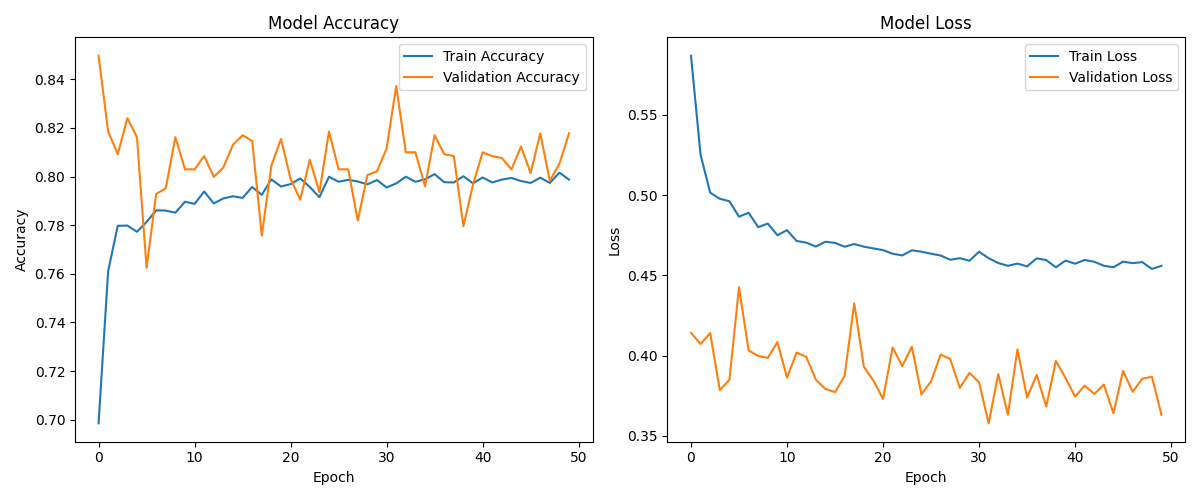 Model Accuracy
Train Accuracy
Validation Accuracy
Accuracy
0.84
0.82
0.80
0.78
0.76
0.74
0.72
0.70
0 10 20 30 40 50
Epoch
Model Loss
Train Loss
Validation Loss
Loss
0.55
0.50
0.45
0.40
0.35
0 10 20 30 40 50
Epoch